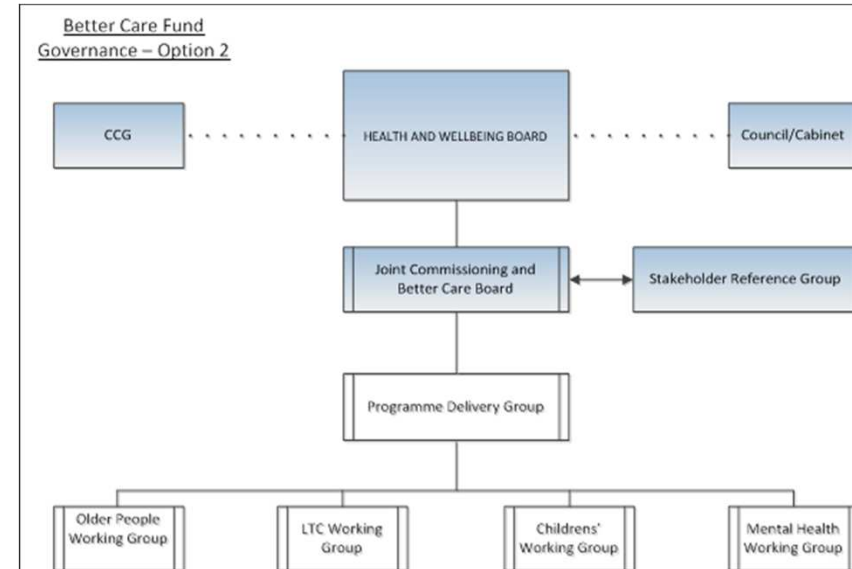 Better Care Fund
Governance – Option 2
CCG
HEALTH AND WELLBEING BOARD
Council/Cabinet
Joint Commissioning and
Better Care Board
Stakeholder Reference Group
Programme Delivery Group
Older People
Working Group
LTC Working
Group
Childrens'
Working Group
Mental Health
Working Group